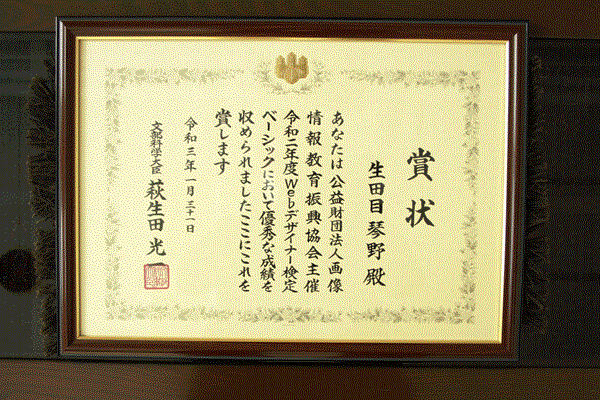 賞状
生田目 琴野 殿
あなたは公益財団法人画像
情報教育振興協会主催
令和二年度Webデザイナー検定
ベーシックにおいて優秀な成績を
収められましたここにこれを
賞します
令和三年一月三十一日
文部科学大臣 萩生田光一